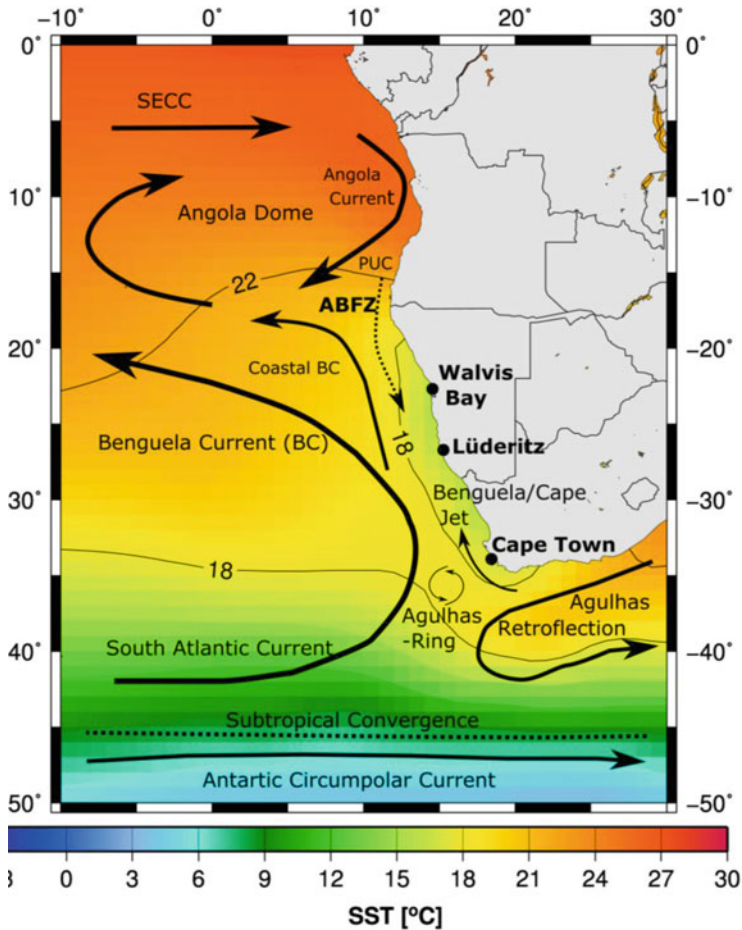 −10° 0° 10° 20° 30°
0° −0°
SECC
Angola
Current
10° −10°
Angola Dome
PUC
22
ABFZ
20° −20°
Coastal BC
Walvis
Bay
18
Benguela Current (BC)
Lüderitz
30° −30°
Benguela/Cape
Jet
Cape Town
18
Agulhas
-Ring
Agulhas
Retroflection
South Atlantic Current
40° −40°
Subtropical Convergence
Antartic Circumpolar Current
50° −50°
0 3 6 9 12 15 18 21 24 27 30
SST [ºC]